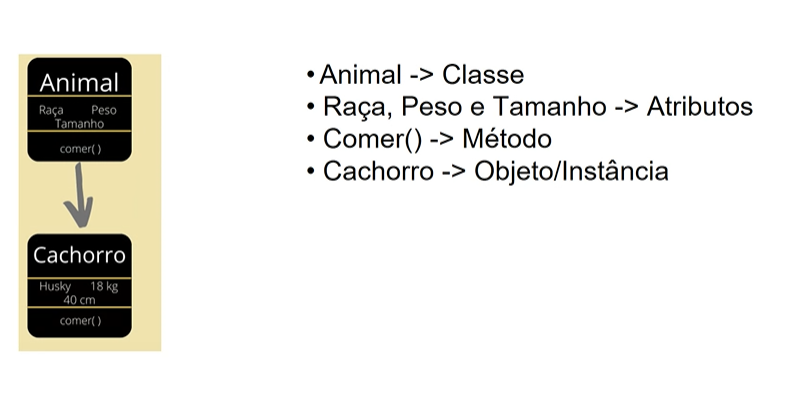 Animal
Raça Peso
Tamanho
comer( )
Cachorro
Husky 18 kg
40 cm
comer( )
• Animal -> Classe
• Raça, Peso e Tamanho -> Atributos
• Comer() -> Método
• Cachorro -> Objeto/Instância